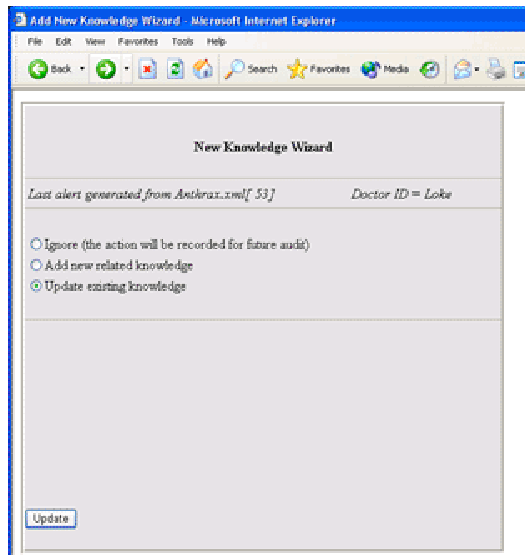 Add New Knowledge Wizard - Microsoft Internet Explorer
File Edit View Favorites Tools Help
Back Search Favorites Media
New Knowledge Wizard
Last alert generated from Anthrax.xml[ 53] Doctor ID = Loke
Ignore (the action will be recorded for future audit)
Add new related knowledge
Update existing knowledge
Update